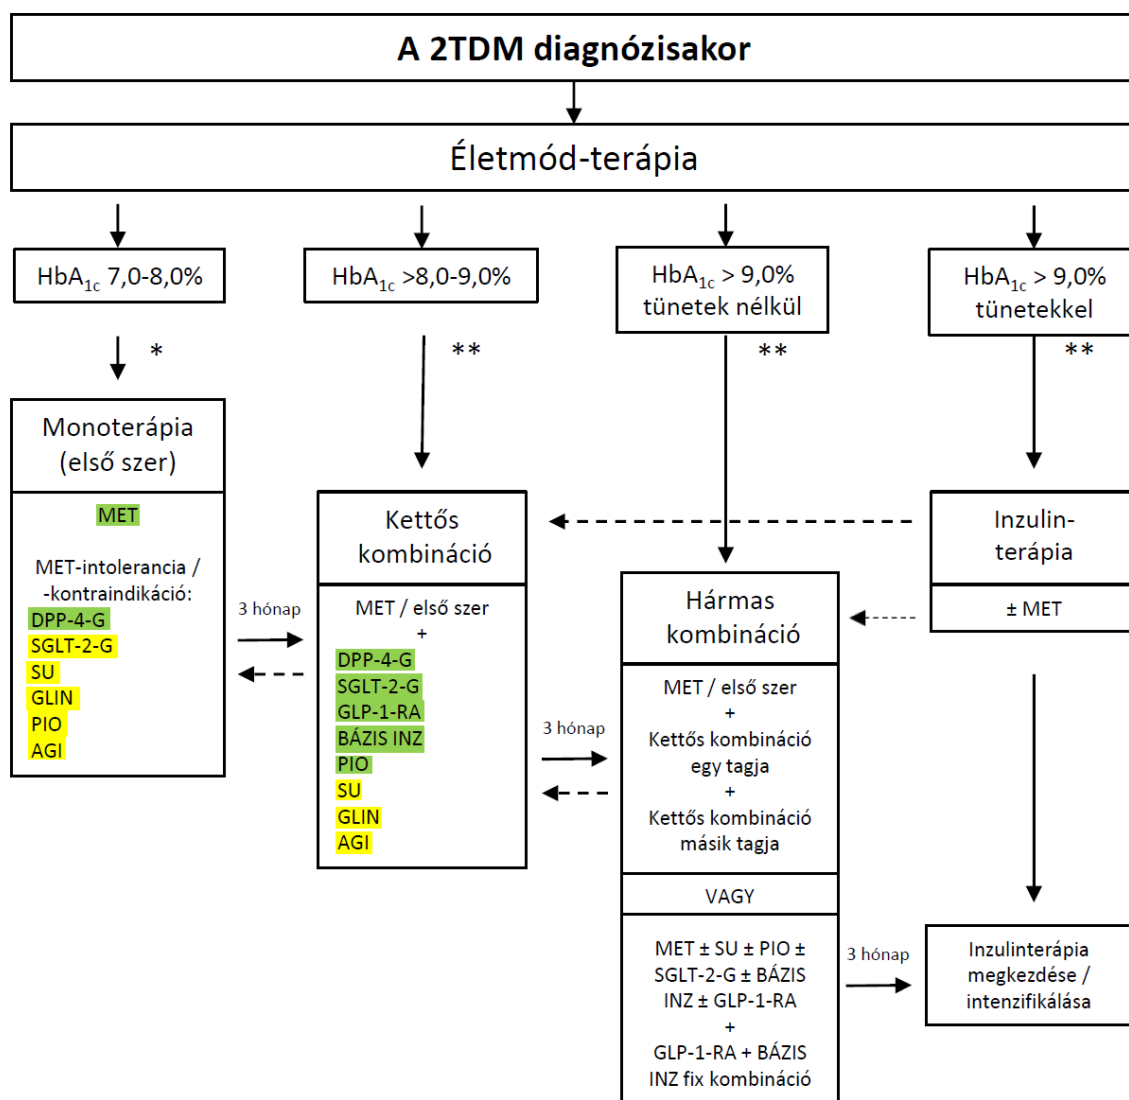 A 2TDM diagnózisakor
Életmód-terápia
HbA1c 7,0-8,0%
HbA1c >8,0-9,0%
HbA1c > 9,0%
tünetek nélkül
HbA1c > 9,0%
tünetekkel
*
**
**
**
Monoterápia
(első szer)
MET
MET-intolerancia /
-kontraindikáció:
DPP-4-G
SGLT-2-G
SU
GLIN
PIO
AGI
3 hónap
Kettős
kombináció
MET / első szer
+
DPP-4-G
SGLT-2-G
GLP-1-RA
BÁZIS INZ
PIO
SU
GLIN
AGI
3 hónap
Hármas
kombináció
MET / első szer
+
Kettős kombináció
egy tagja
+
Kettős kombináció
másik tagja
VAGY
MET ± SU ± PIO ±
SGLT-2-G ± BÁZIS
INZ ± GLP-1-RA
+
GLP-1-RA + BÁZIS
INZ fix kombináció
3 hónap
Inzulin-
terápia
± MET
Inzulinterápia
megkezdése /
intenzifikálása